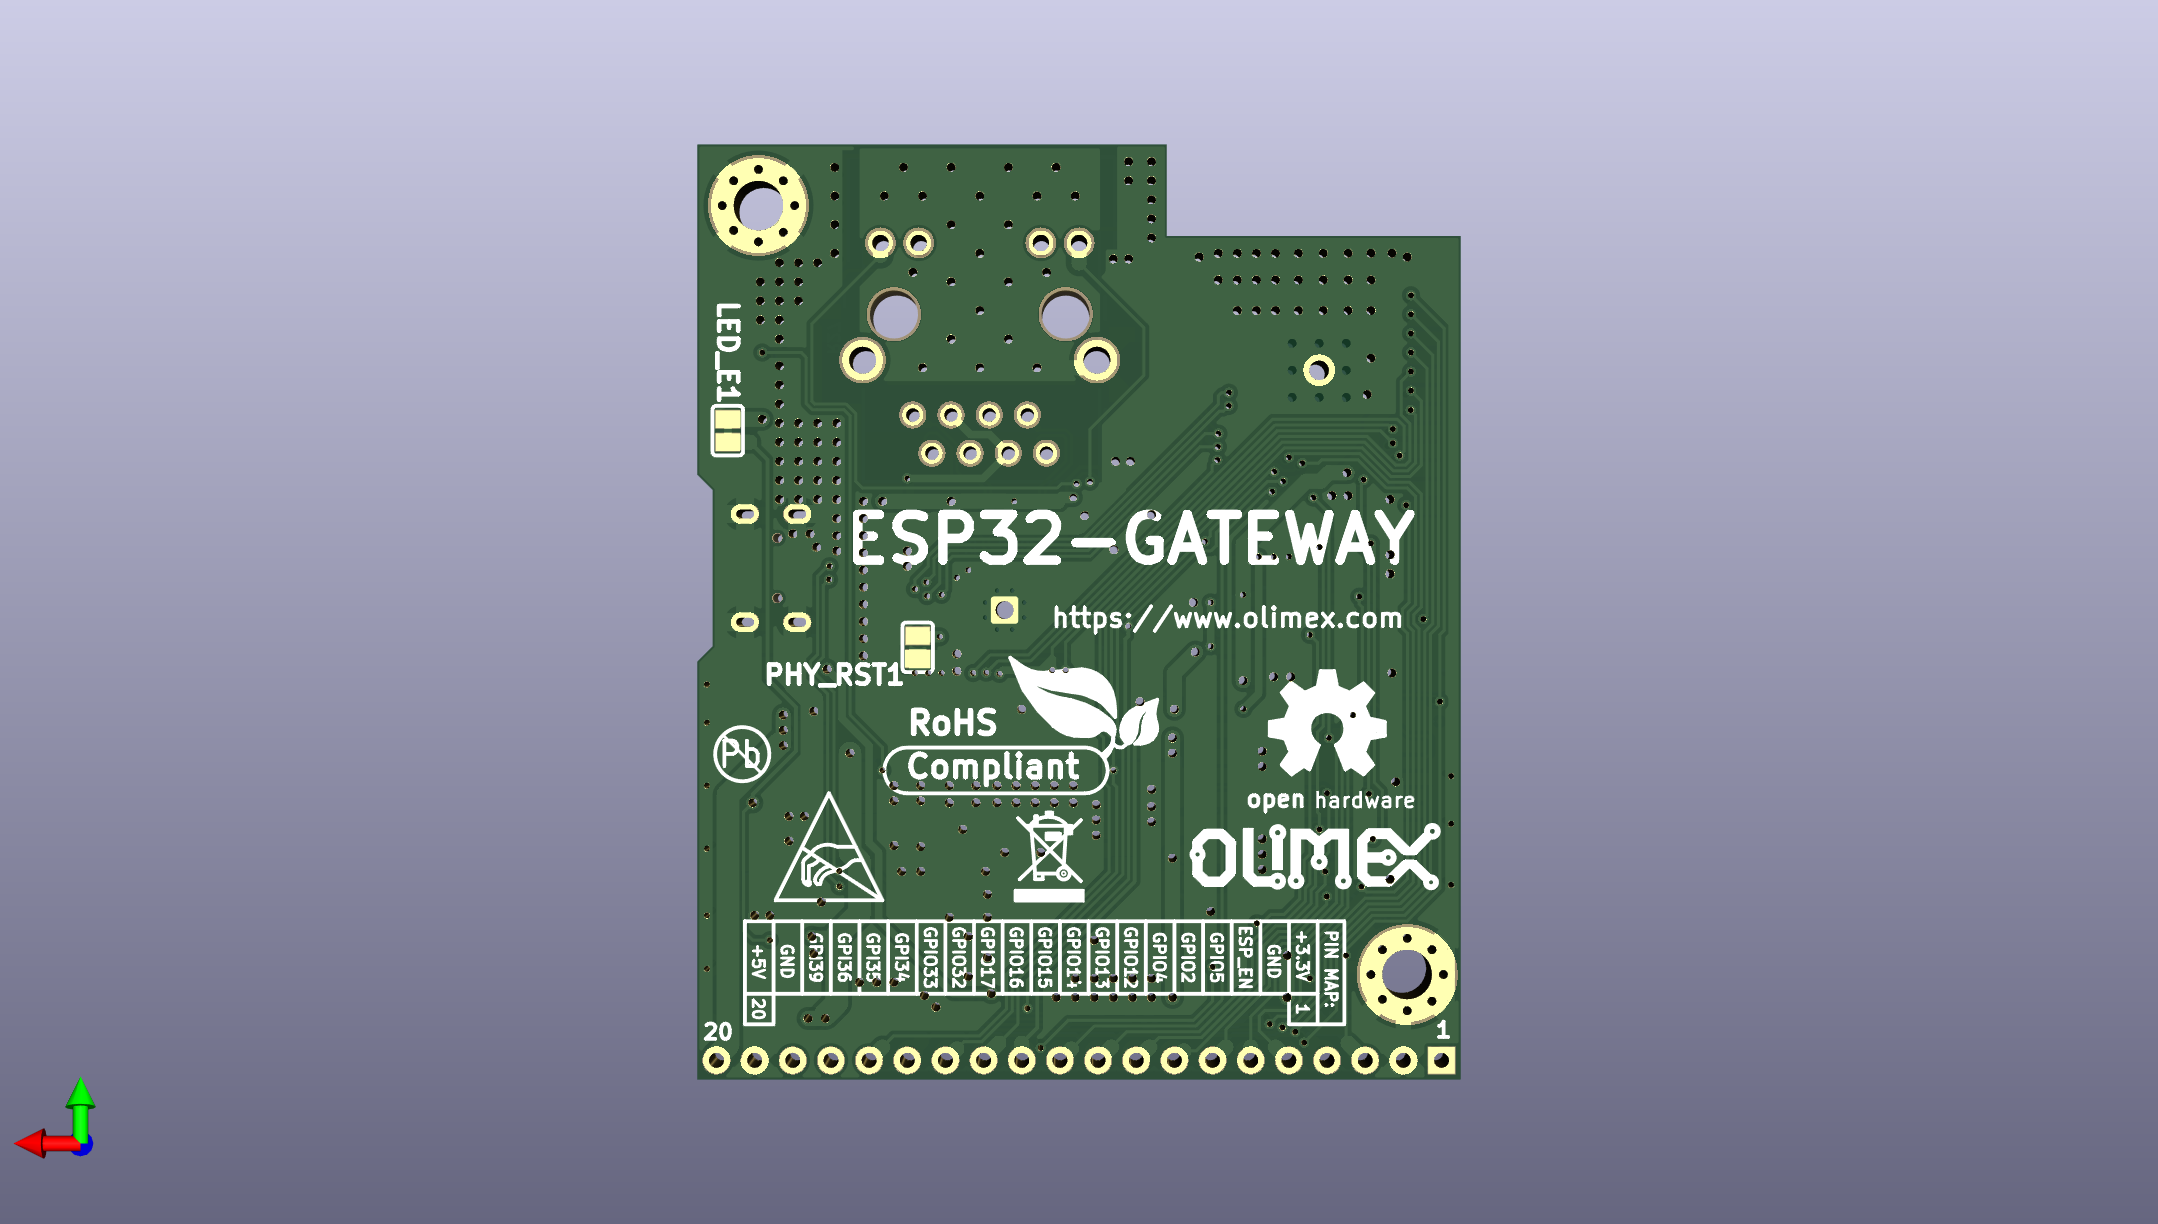 LED_E1
ESP32-GATEWAY
https://www.olimex.com
PHY_RST1
RoHS
Compliant
Pb
open hardware
OLIMEX
+5V
GND
GPI39
GPI36
GPI35
GPI34
GPIO33
GPIO32
GPIO17
GPIO16
GPIO15
GPIO14
GPIO13
GPIO12
GPIO4
GPIO2
GPIO5
ESP_EN
GND
+3.3V
PIN MAP:
20
1
20
1